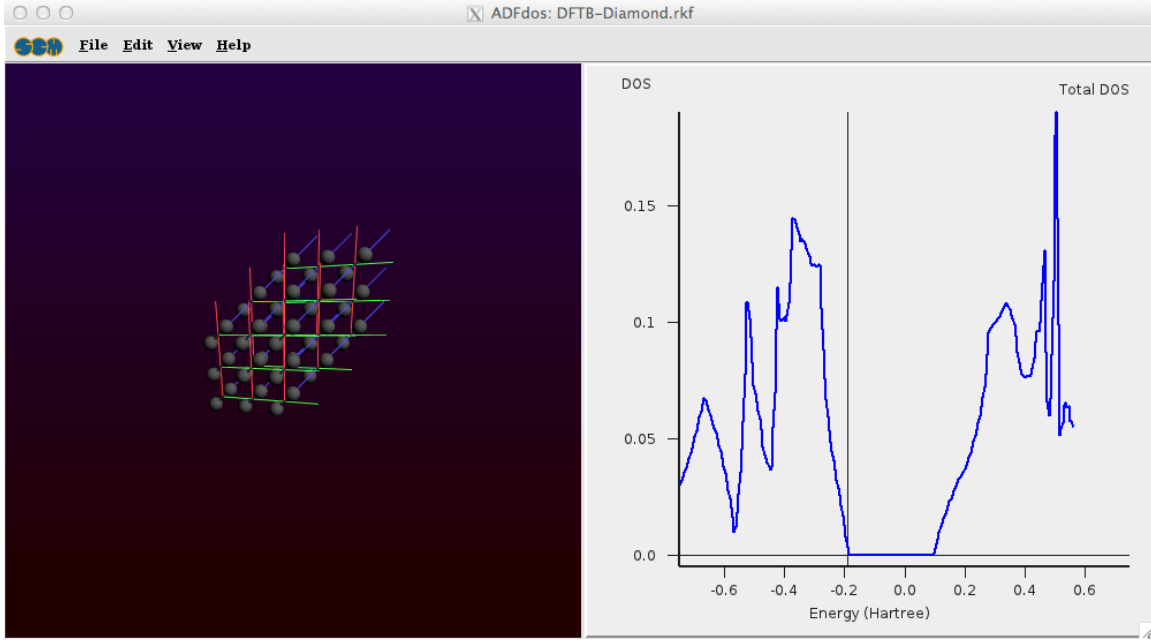 ADFdos: DFTB-Diamond.rkf
SCM File Edit View Help
DOS
Total DOS
0.15
0.1
0.05
0.0
-0.6 -0.4 -0.2 0.0 0.2 0.4 0.6
Energy (Hartree)